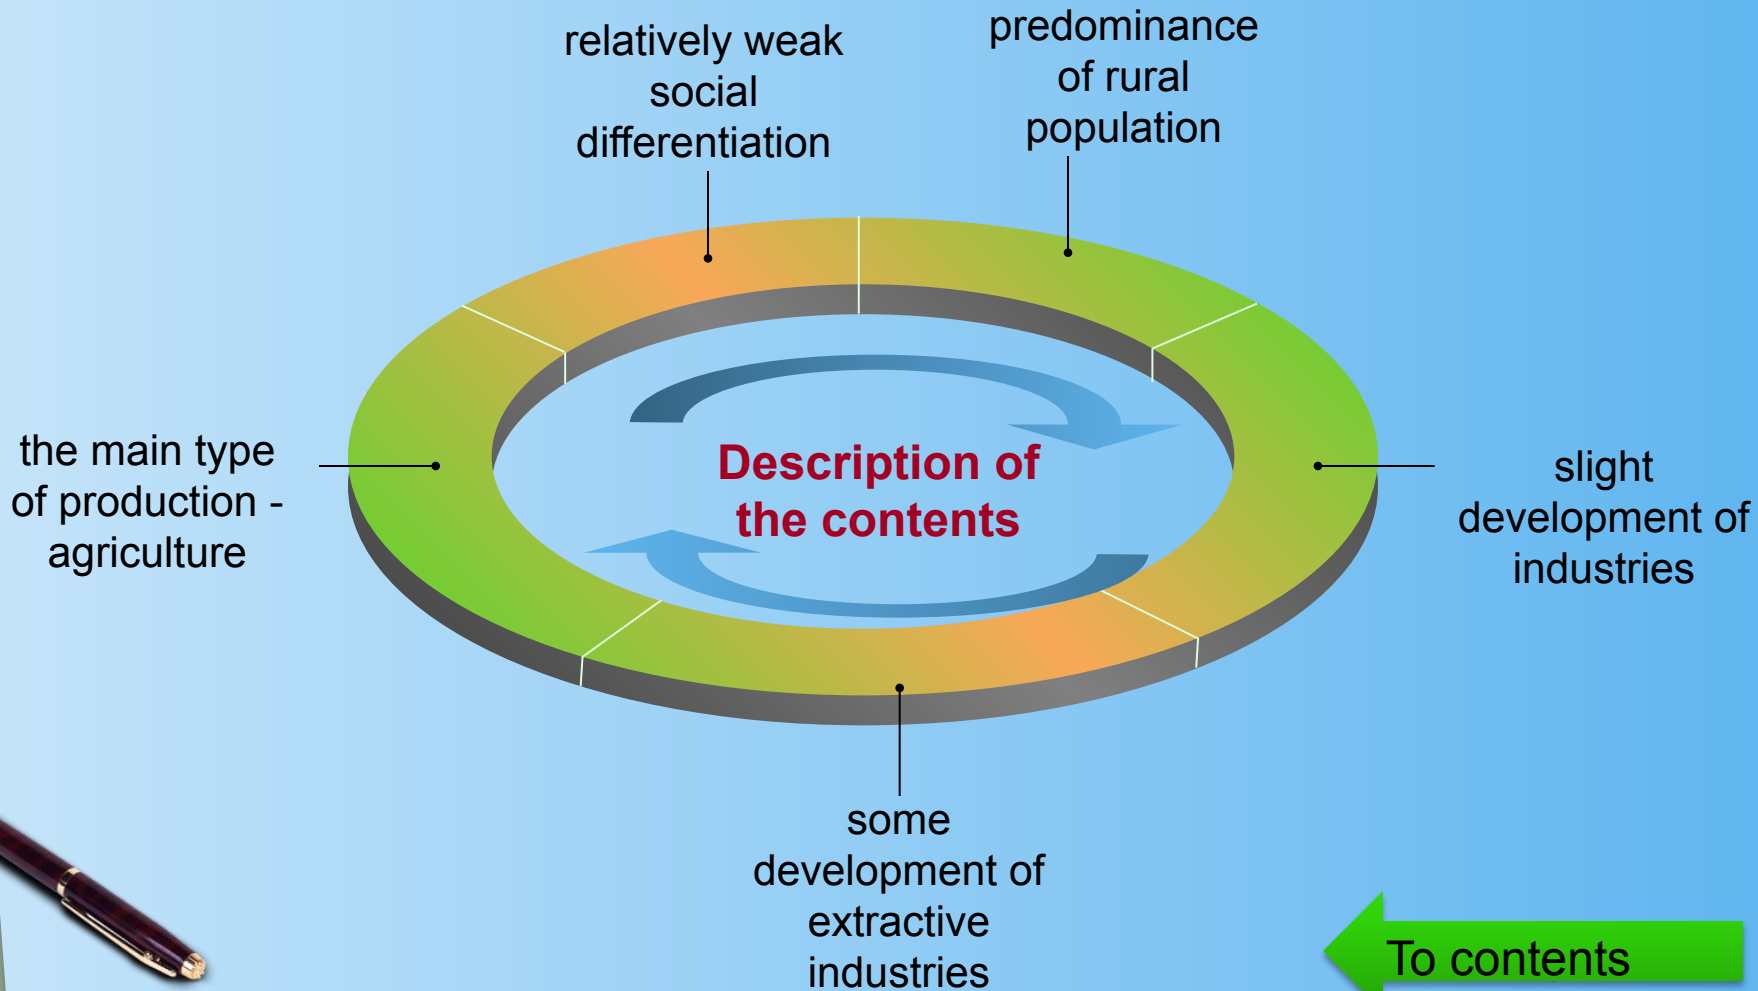 relatively weak
social
differentiation
predominance
of rural
population
the main type
of production -
agriculture
Description of
the contents
slight
development of
industries
some
development of
extractive
industries
To contents